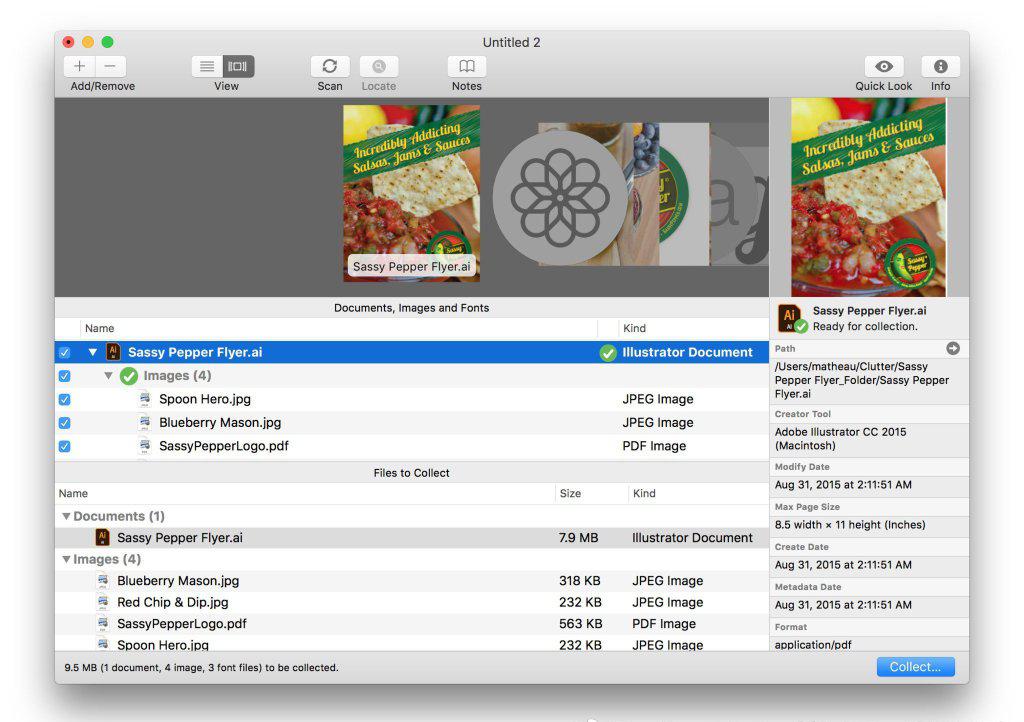 Untitled 2
Add/Remove
View
Scan
Locate
Notes
Quick Look
Info
Incredibly Addicting
Salsas, Jams & Sauces
Sassy
Sassy Pepper Flyer.ai
Incredibly Addicting
Salsas, Jams & Sauces
Sassy
Pepper
Documents, Images and Fonts
Name Kind
Sassy Pepper Flyer.ai Illustrator Document
Images (4)
Spoon Hero.jpg JPEG Image
Blueberry Mason.jpg JPEG Image
SassyPepperLogo.pdf PDF Image
Files to Collect
Name Size Kind
Documents (1)
Ai Sassy Pepper Flyer.ai 7.9 MB Illustrator Document
Images (4)
Blueberry Mason.jpg 318 KB JPEG Image
Red Chip & Dip.jpg 232 KB JPEG Image
SassyPepperLogo.pdf 563 KB PDF Image
Spoon Hero.jpg 232 KB JPEG Image
9.5 MB (1 document, 4 image, 3 font files) to be collected.
Ai
AI
Sassy Pepper Flyer.ai
Ready for collection.
Path
/Users/matheau/Clutter/Sassy
Pepper Flyer_Folder/Sassy Pepper
Flyer.ai
Creator Tool
Adobe Illustrator CC 2015
(Macintosh)
Modify Date
Aug 31, 2015 at 2:11:51 AM
Max Page Size
8.5 width × 11 height (Inches)
Create Date
Aug 31, 2015 at 2:11:51 AM
Metadata Date
Aug 31, 2015 at 2:11:51 AM
Format
application/pdf
Collect...